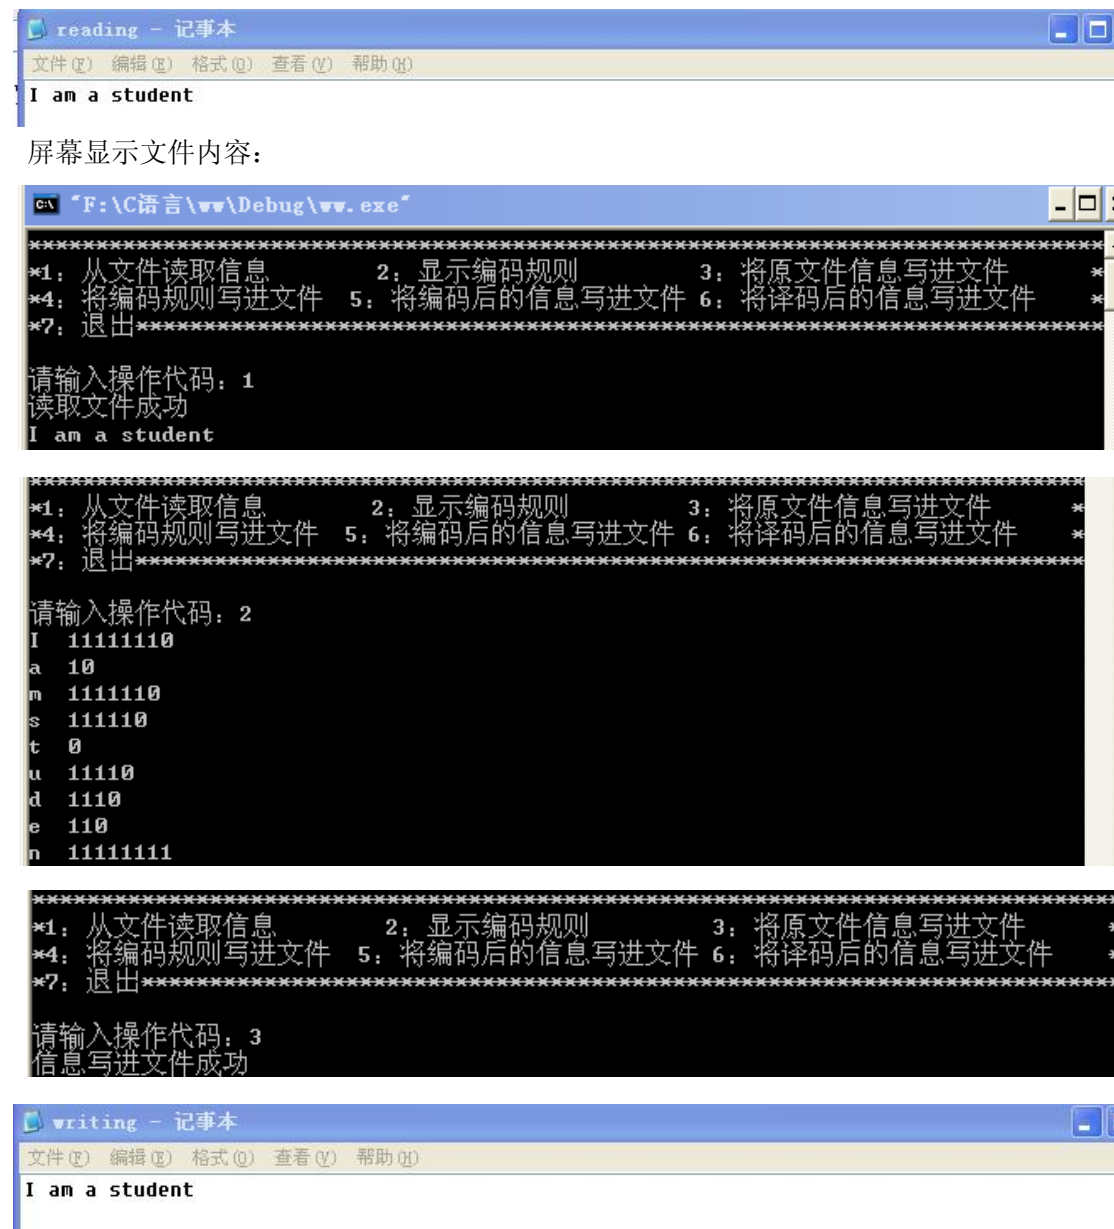 reading - 记事本
文件(F) 编辑(E) 格式(O) 查看(V) 帮助(H)
I am a student
屏幕显示文件内容：
"F:\C语言\ww\Debug\ww.exe"
********************************************************************************
*1：从文件读取信息 2：显示编码规则 3：将原文件信息写进文件 *
*4：将编码规则写进文件 5：将编码后的信息写进文件 6：将译码后的信息写进文件 *
*7：退出************************************************************************
请输入操作代码：1
读取文件成功
I am a student
********************************************************************************
*1：从文件读取信息 2：显示编码规则 3：将原文件信息写进文件 *
*4：将编码规则写进文件 5：将编码后的信息写进文件 6：将译码后的信息写进文件 *
*7：退出************************************************************************
请输入操作代码：2
I 11111110
a 10
m 1111110
s 111110
t 0
u 11110
d 1110
e 110
n 11111111
********************************************************************************
*1：从文件读取信息 2：显示编码规则 3：将原文件信息写进文件 *
*4：将编码规则写进文件 5：将编码后的信息写进文件 6：将译码后的信息写进文件 *
*7：退出************************************************************************
请输入操作代码：3
信息写进文件成功
writing - 记事本
文件(F) 编辑(E) 格式(O) 查看(V) 帮助(H)
I am a student